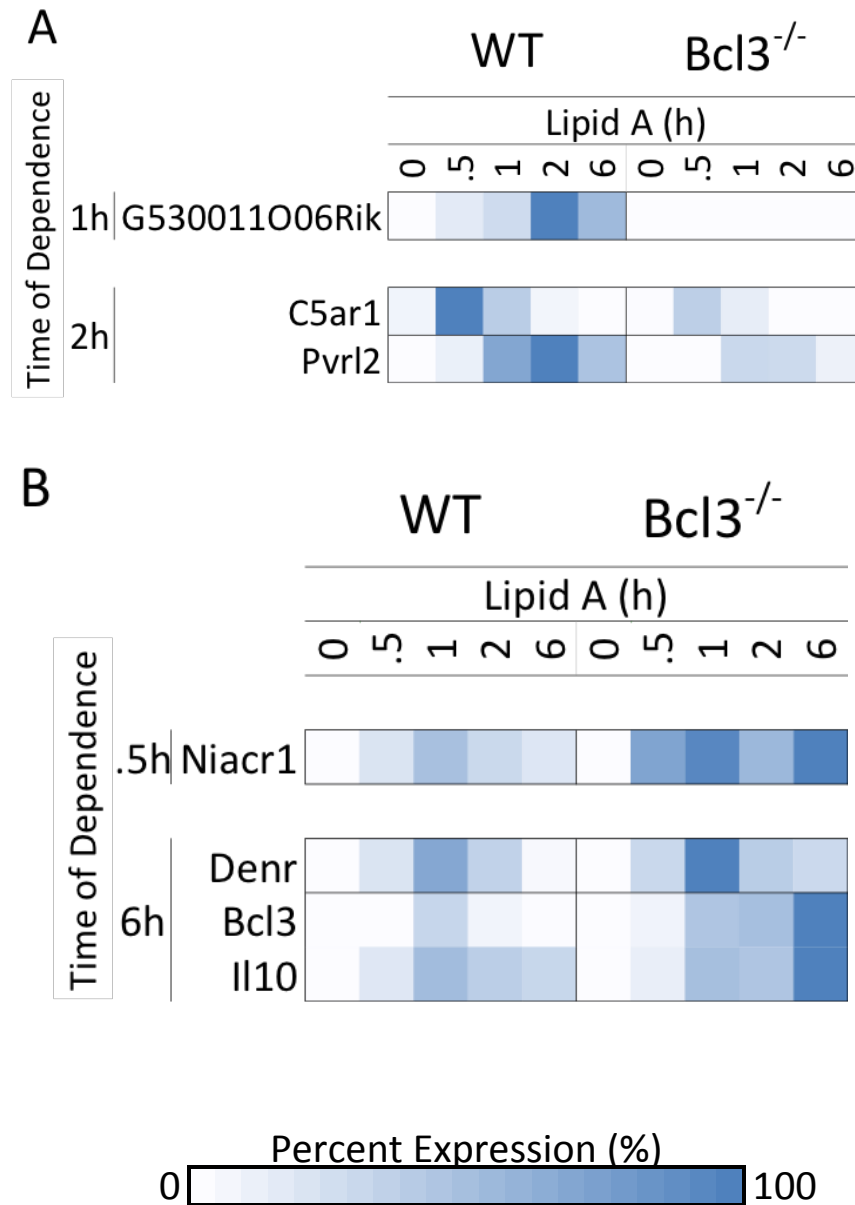 A
WT Bcl3-/-
Lipid A (h)
0 .5 1 2 6 0 .5 1 2 6
Time of Dependence
1h G530011O06Rik
2h
C5ar1
Pvrl2
B
WT Bcl3-/-
Lipid A (h)
0 .5 1 2 6 0 .5 1 2 6
Time of Dependence
.5h Niacr1
6h
Denr
Bcl3
Il10
Percent Expression (%)
0 100